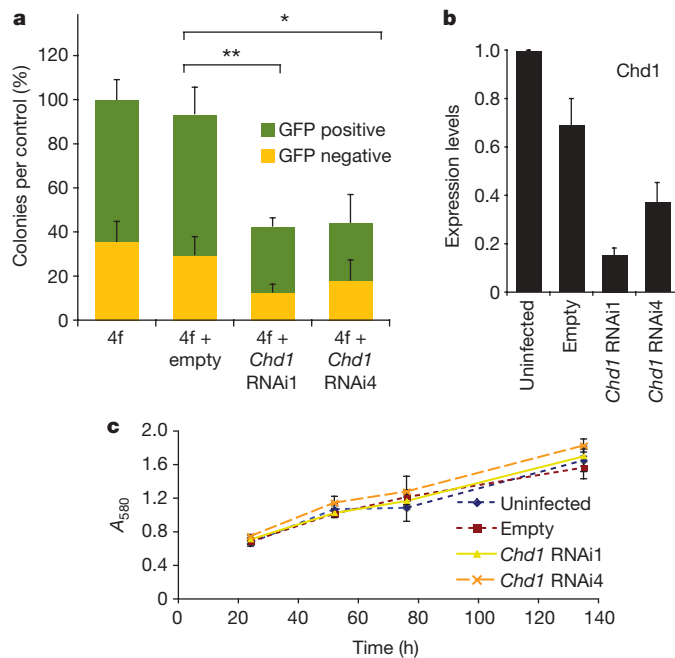 a
Colonies per control (%)
120
100
80
60
40
20
0
*
**
GFP positive
GFP negative
4f
4f +
empty
4f +
Chd1
RNAi1
4f +
Chd1
RNAi4
b
Chd1
Expression levels
1.0
0.8
0.6
0.4
0.2
0
Uninfected
Empty
Chd1 RNAi1
Chd1 RNAi4
c
A580
2.0
1.6
1.2
0.8
0.4
0
0
20
40
60
80
100
120
140
Time (h)
Uninfected
Empty
Chd1 RNAi1
Chd1 RNAi4